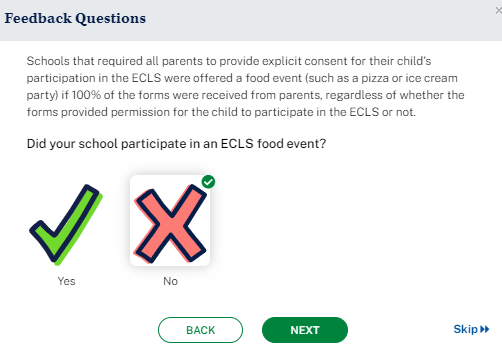 Feedback Questions
Schools that required all parents to provide explicit consent for their child's
participation in the ECLS were offered a food event (such as a pizza or ice cream
party) if 100% of the forms were received from parents, regardless of whether the
forms provided permission for the child to participate in the ECLS or not.
Did your school participate in an ECLS food event?
Yes
No
BACK
NEXT
Skip